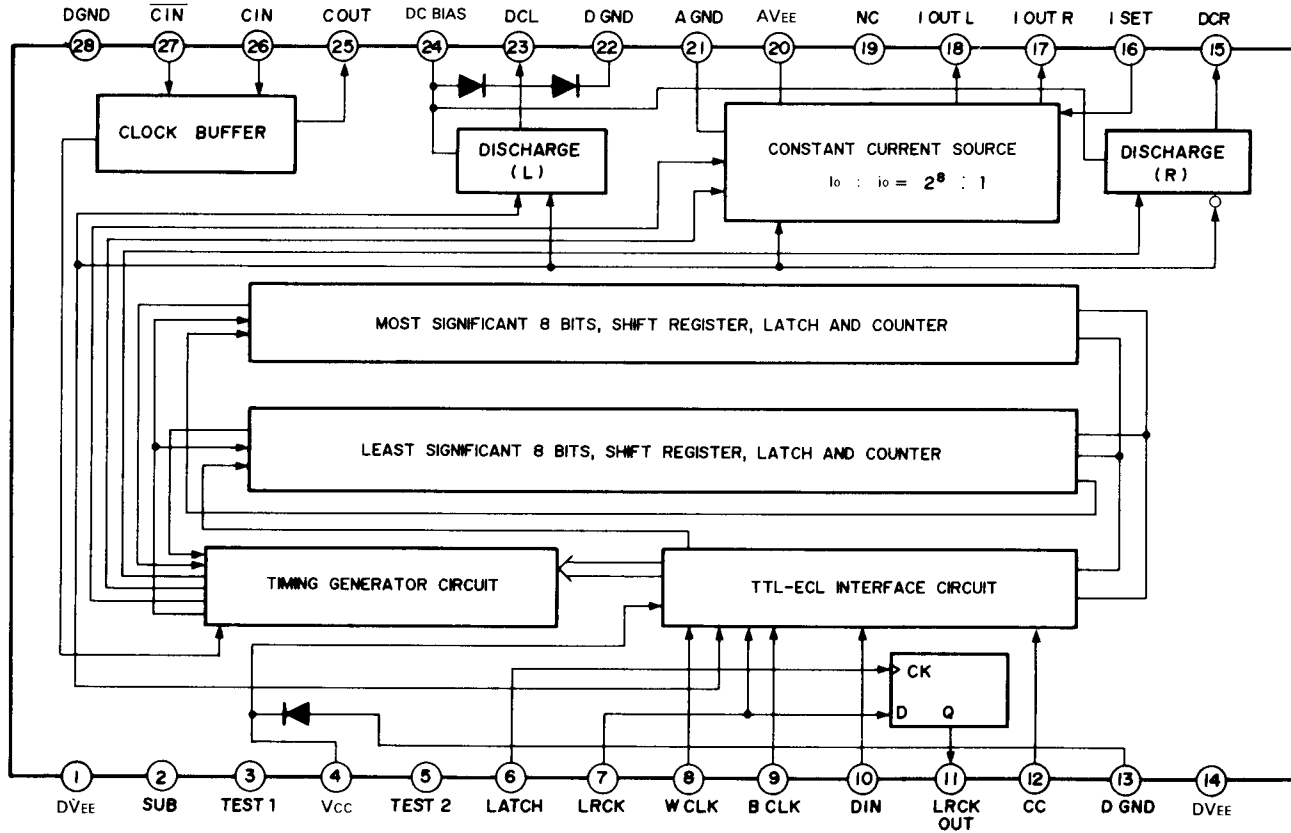 DGND C̅I̅N̅ CIN COUT DC BIAS DCL D GND A GND AVEE NC I OUT L I OUT R I SET DCR
28 27 26 25 24 23 22 21 20 19 18 17 16 15
CLOCK BUFFER
DISCHARGE
(L)
CONSTANT CURRENT SOURCE
Io : io = 2⁸ : 1
DISCHARGE
(R)
MOST SIGNIFICANT 8 BITS, SHIFT REGISTER, LATCH AND COUNTER
LEAST SIGNIFICANT 8 BITS, SHIFT REGISTER, LATCH AND COUNTER
TIMING GENERATOR CIRCUIT
TTL-ECL INTERFACE CIRCUIT
CK
D Q
1 2 3 4 5 6 7 8 9 10 11 12 13 14
DVEE SUB TEST 1 VCC TEST 2 LATCH LRCK W CLK B CLK DIN LRCK CC D GND DVEE
OUT